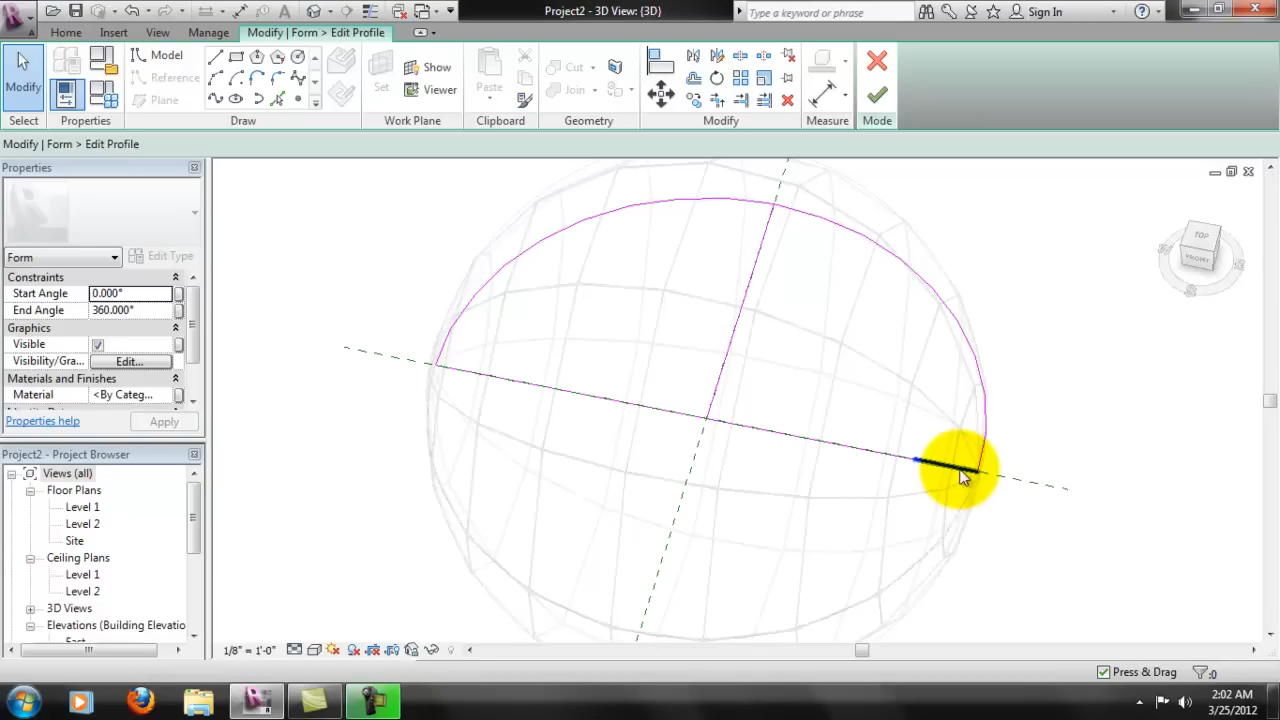 Project2 - 3D View: {3D}
Type a keyword or phrase
Sign In
Home
Insert
View
Manage
Modify | Form > Edit Profile
Modify
Model
Reference
Plane
Set
Show
Viewer
Paste
Cut
Join
Select
Properties
Draw
Work Plane
Clipboard
Geometry
Modify
Measure
Mode
Modify | Form > Edit Profile
Properties
Form
Edit Type
Constraints
Start Angle 0.000°
End Angle 360.000°
Graphics
Visible
Visibility/Gra... Edit...
Materials and Finishes
Material <By Categ...
Properties help
Apply
TOP
FRONT
Project2 - Project Browser
Views (all)
Floor Plans
Level 1
Level 2
Site
Ceiling Plans
Level 1
Level 2
3D Views
Elevations (Building Elevatio
1/8" = 1'-0"
Press & Drag
:0
2:02 AM
3/25/2012